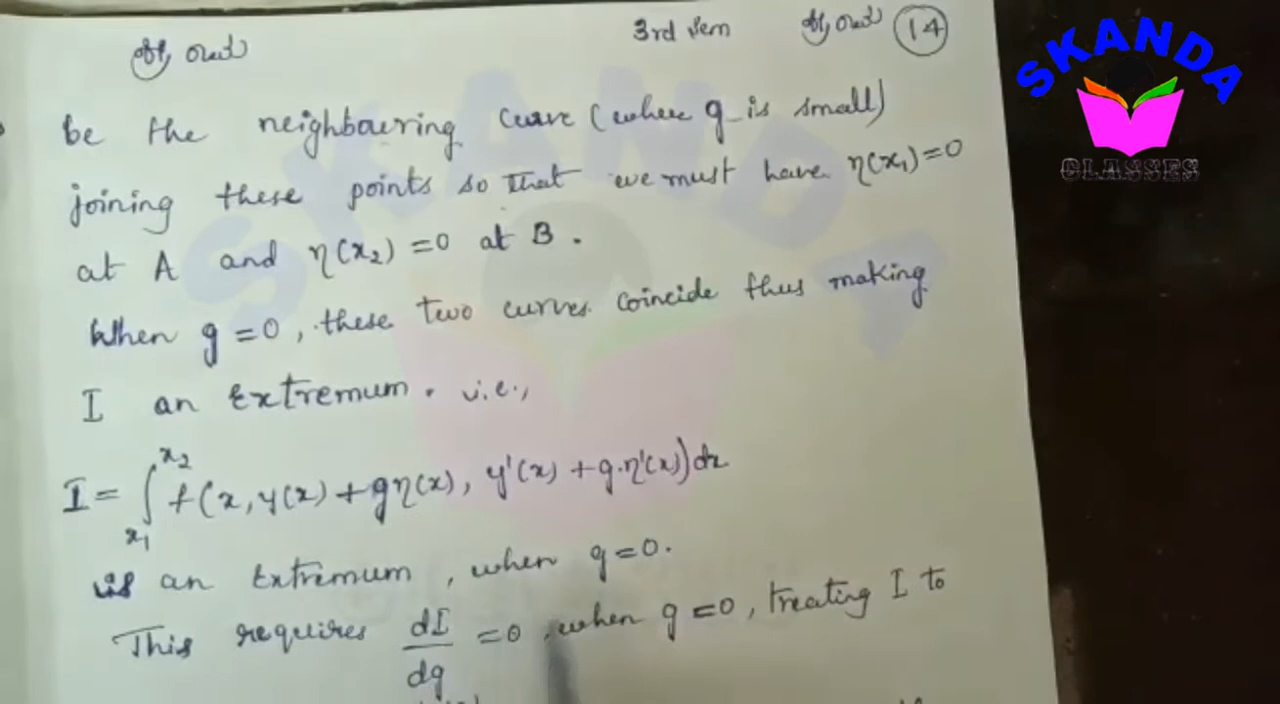 3rd Sem 14
SKANDA
CLASSES
be the neighbouring curve (where g is small)
joining these points so that we must have η(x₁)=0
at A and η(x₂)=0 at B.
When g=0, these two curves coincide thus making
I an Extremum. i.e.,
I = ∫ₓ₁ˣ² f(x, y(x)+gη(x), y'(x)+g.η'(x))dx
is an Extremum, when g=0.
This requires dI/dg =0, when g=0, treating I to